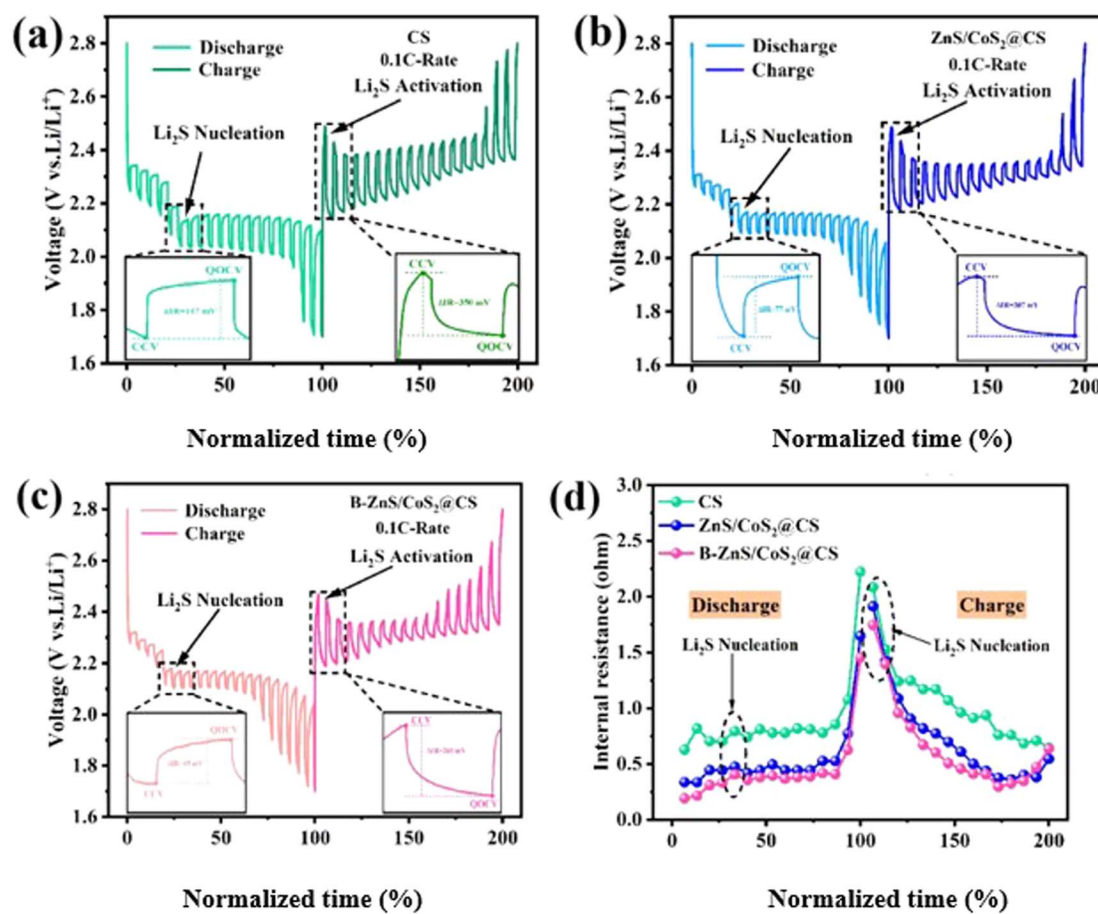 (a)
Discharge
Charge
CS
0.1C-Rate
Li₂S Activation
Li₂S Nucleation
CCV
QOCV
CCV
QOCV
Voltage (V vs.Li/Li⁺)
2.8
2.6
2.4
2.2
2.0
1.8
1.6
0
50
100
150
200
Normalized time (%)
(b)
Discharge
Charge
ZnS/CoS₂@CS
0.1C-Rate
Li₂S Activation
Li₂S Nucleation
QOCV
CCV
CCV
QOCV
Voltage (V vs.Li/Li⁺)
2.8
2.6
2.4
2.2
2.0
1.8
1.6
0
50
100
150
200
Normalized time (%)
(c)
Discharge
Charge
B-ZnS/CoS₂@CS
0.1C-Rate
Li₂S Activation
Li₂S Nucleation
QOCV
CCV
CCV
QOCV
Voltage (V vs.Li/Li⁺)
2.8
2.6
2.4
2.2
2.0
1.8
1.6
0
50
100
150
200
Normalized time (%)
(d)
CS
ZnS/CoS₂@CS
B-ZnS/CoS₂@CS
Discharge
Charge
Li₂S Nucleation
Li₂S Nucleation
Internal resistance (ohm)
3.0
2.5
2.0
1.5
1.0
0.5
0.0
0
50
100
150
200
Normalized time (%)